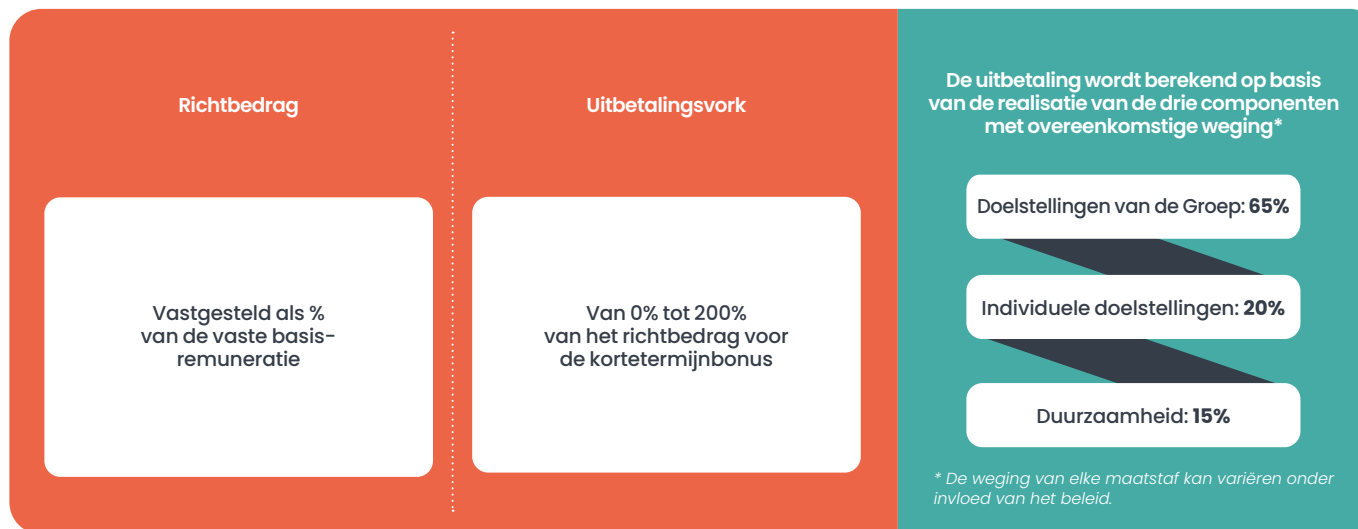 Richtbedrag
Vastgesteld als %
van de vaste basis-
remuneratie
Uitbetalingsvork
Van 0% tot 200%
van het richtbedrag voor
de kortetermijnbonus
De uitbetaling wordt berekend op basis
van de realisatie van de drie componenten
met overeenkomstige weging*
Doelstellingen van de Groep: 65%
Individuele doelstellingen: 20%
Duurzaamheid: 15%
* De weging van elke maatstaf kan variëren onder
invloed van het beleid.